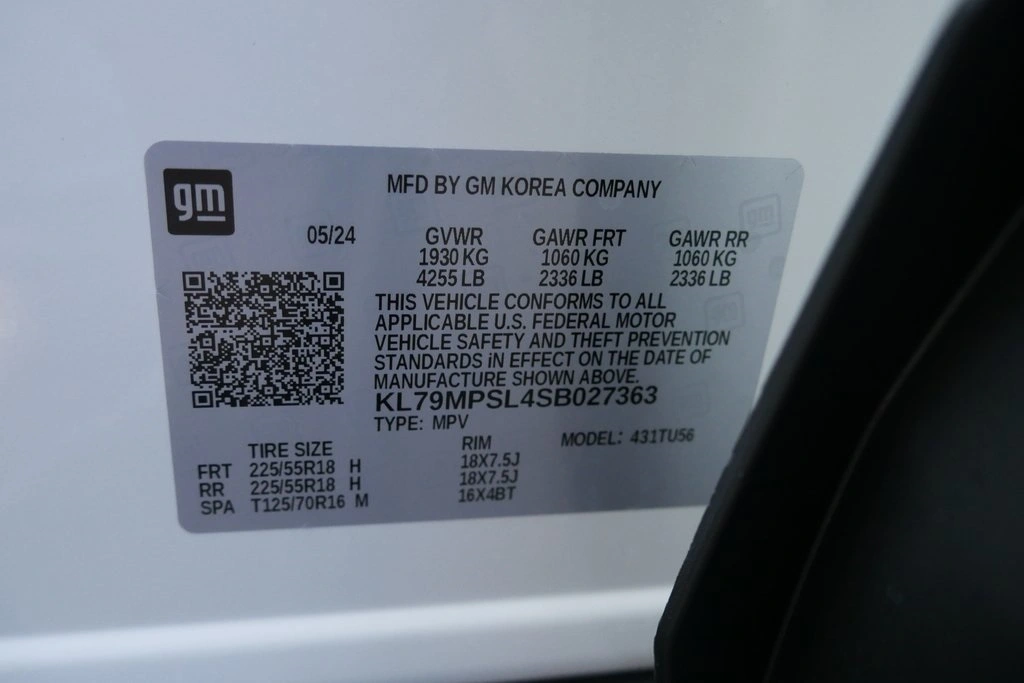 gm
MFD BY GM KOREA COMPANY
05/24 GVWR GAWR FRT GAWR RR
1930 KG 1060 KG 1060 KG
4255 LB 2336 LB 2336 LB
THIS VEHICLE CONFORMS TO ALL
APPLICABLE U.S. FEDERAL MOTOR
VEHICLE SAFETY AND THEFT PREVENTION
STANDARDS iN EFFECT ON THE DATE OF
MANUFACTURE SHOWN ABOVE.
KL79MPSL4SB027363
TYPE: MPV
MODEL: 431TU56
TIRE SIZE RIM
FRT 225/55R18 H 18X7.5J
RR 225/55R18 H 18X7.5J
SPA T125/70R16 M 16X4BT